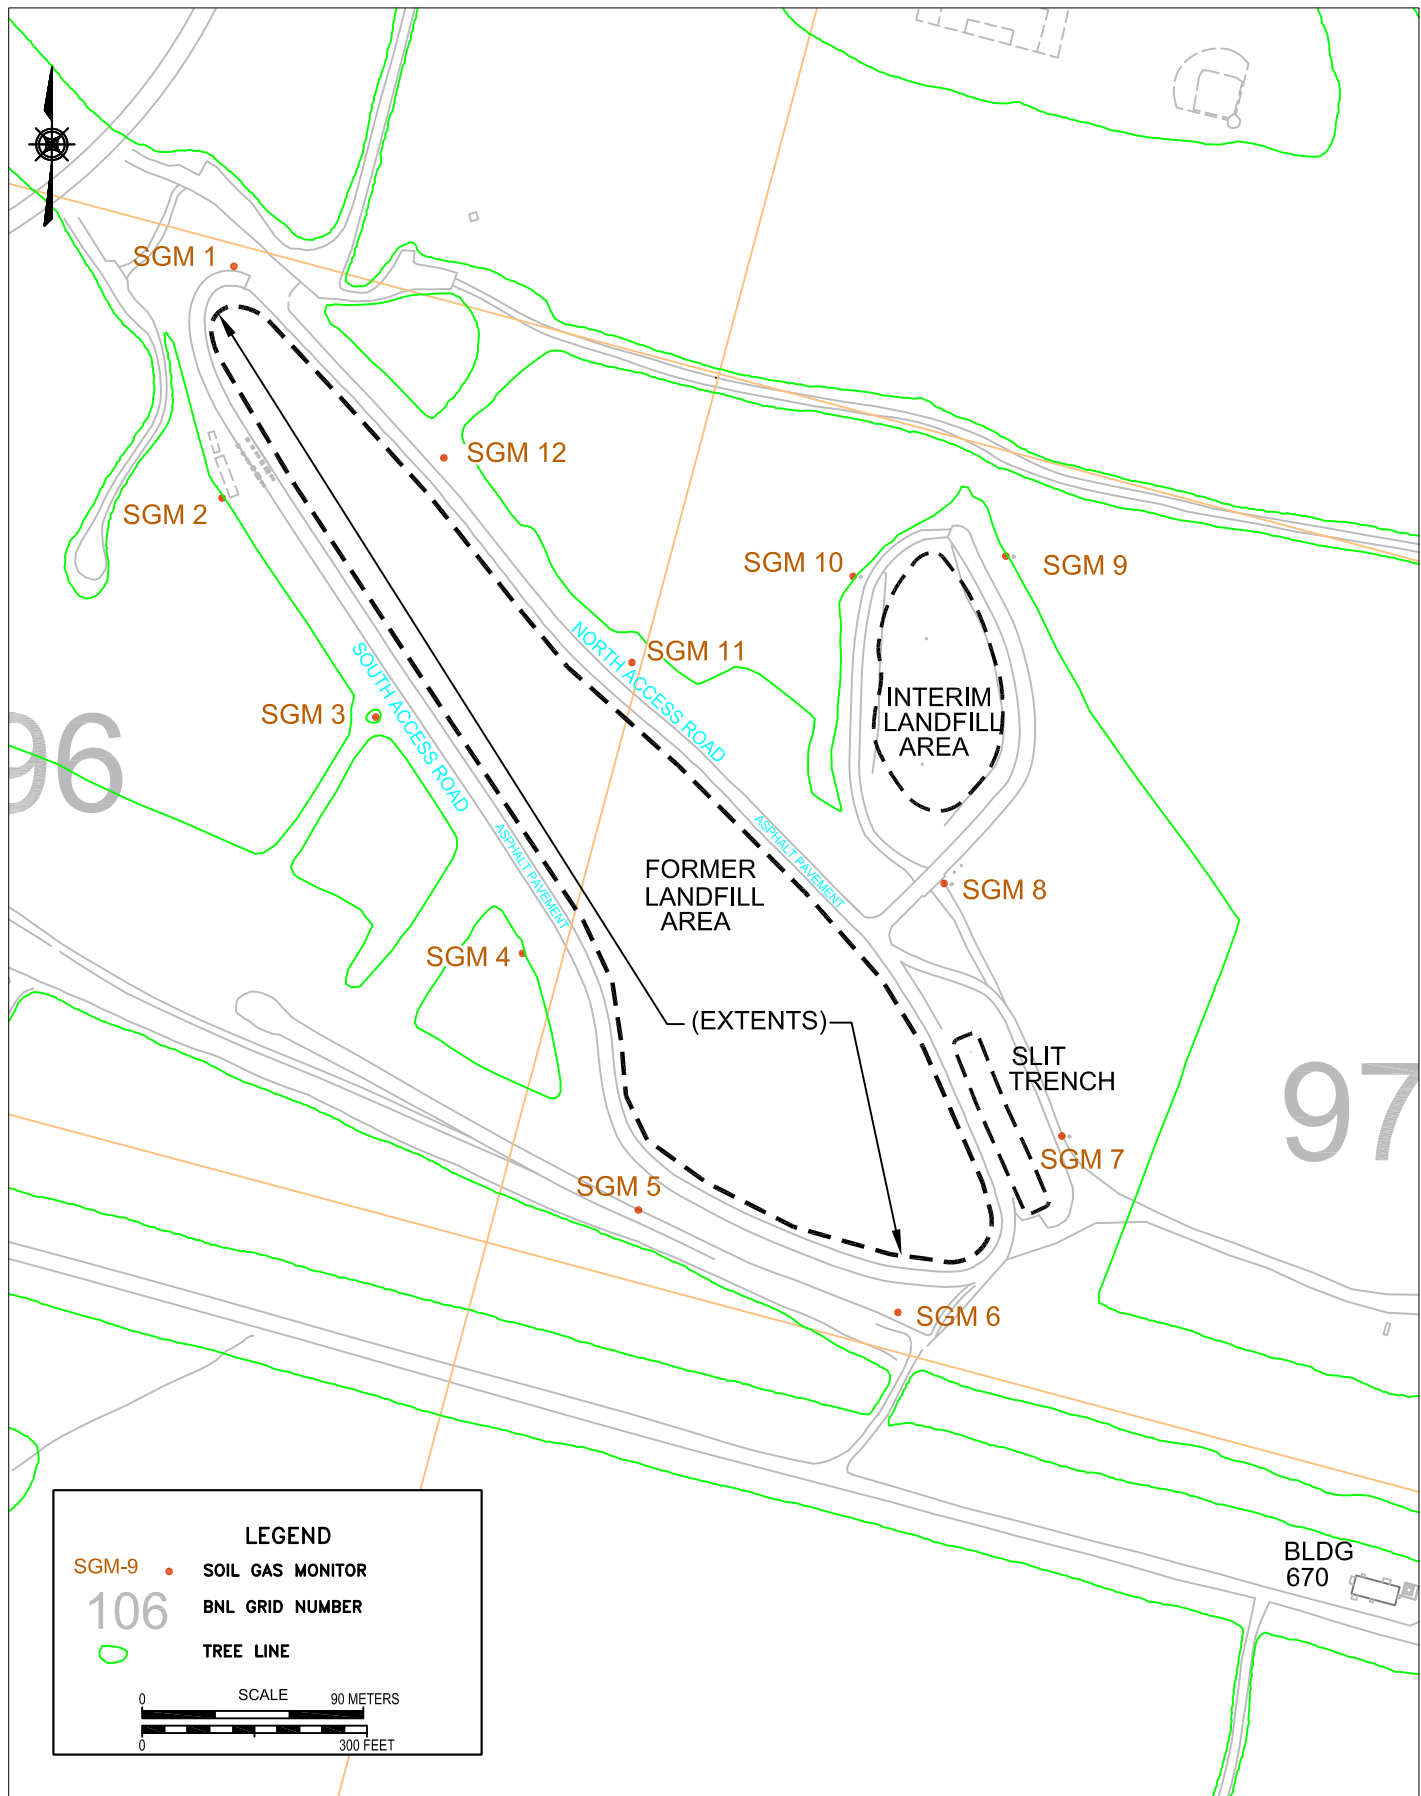 SGM 1
SGM 12
SGM 2
SGM 10
SGM 9
NORTH ACCESS ROAD
SGM 11
SOUTH ACCESS ROAD
INTERIM
LANDFILL
AREA
SGM 3
96
ASPHALT PAVEMENT
ASPHALT PAVEMENT
FORMER
LANDFILL
AREA
SGM 8
SGM 4
(EXTENTS)
SLIT
TRENCH
97
SGM 7
SGM 5
SGM 6
BLDG
670
LEGEND
SGM-9 SOIL GAS MONITOR
106 BNL GRID NUMBER
TREE LINE
SCALE
0 90 METERS
0 300 FEET